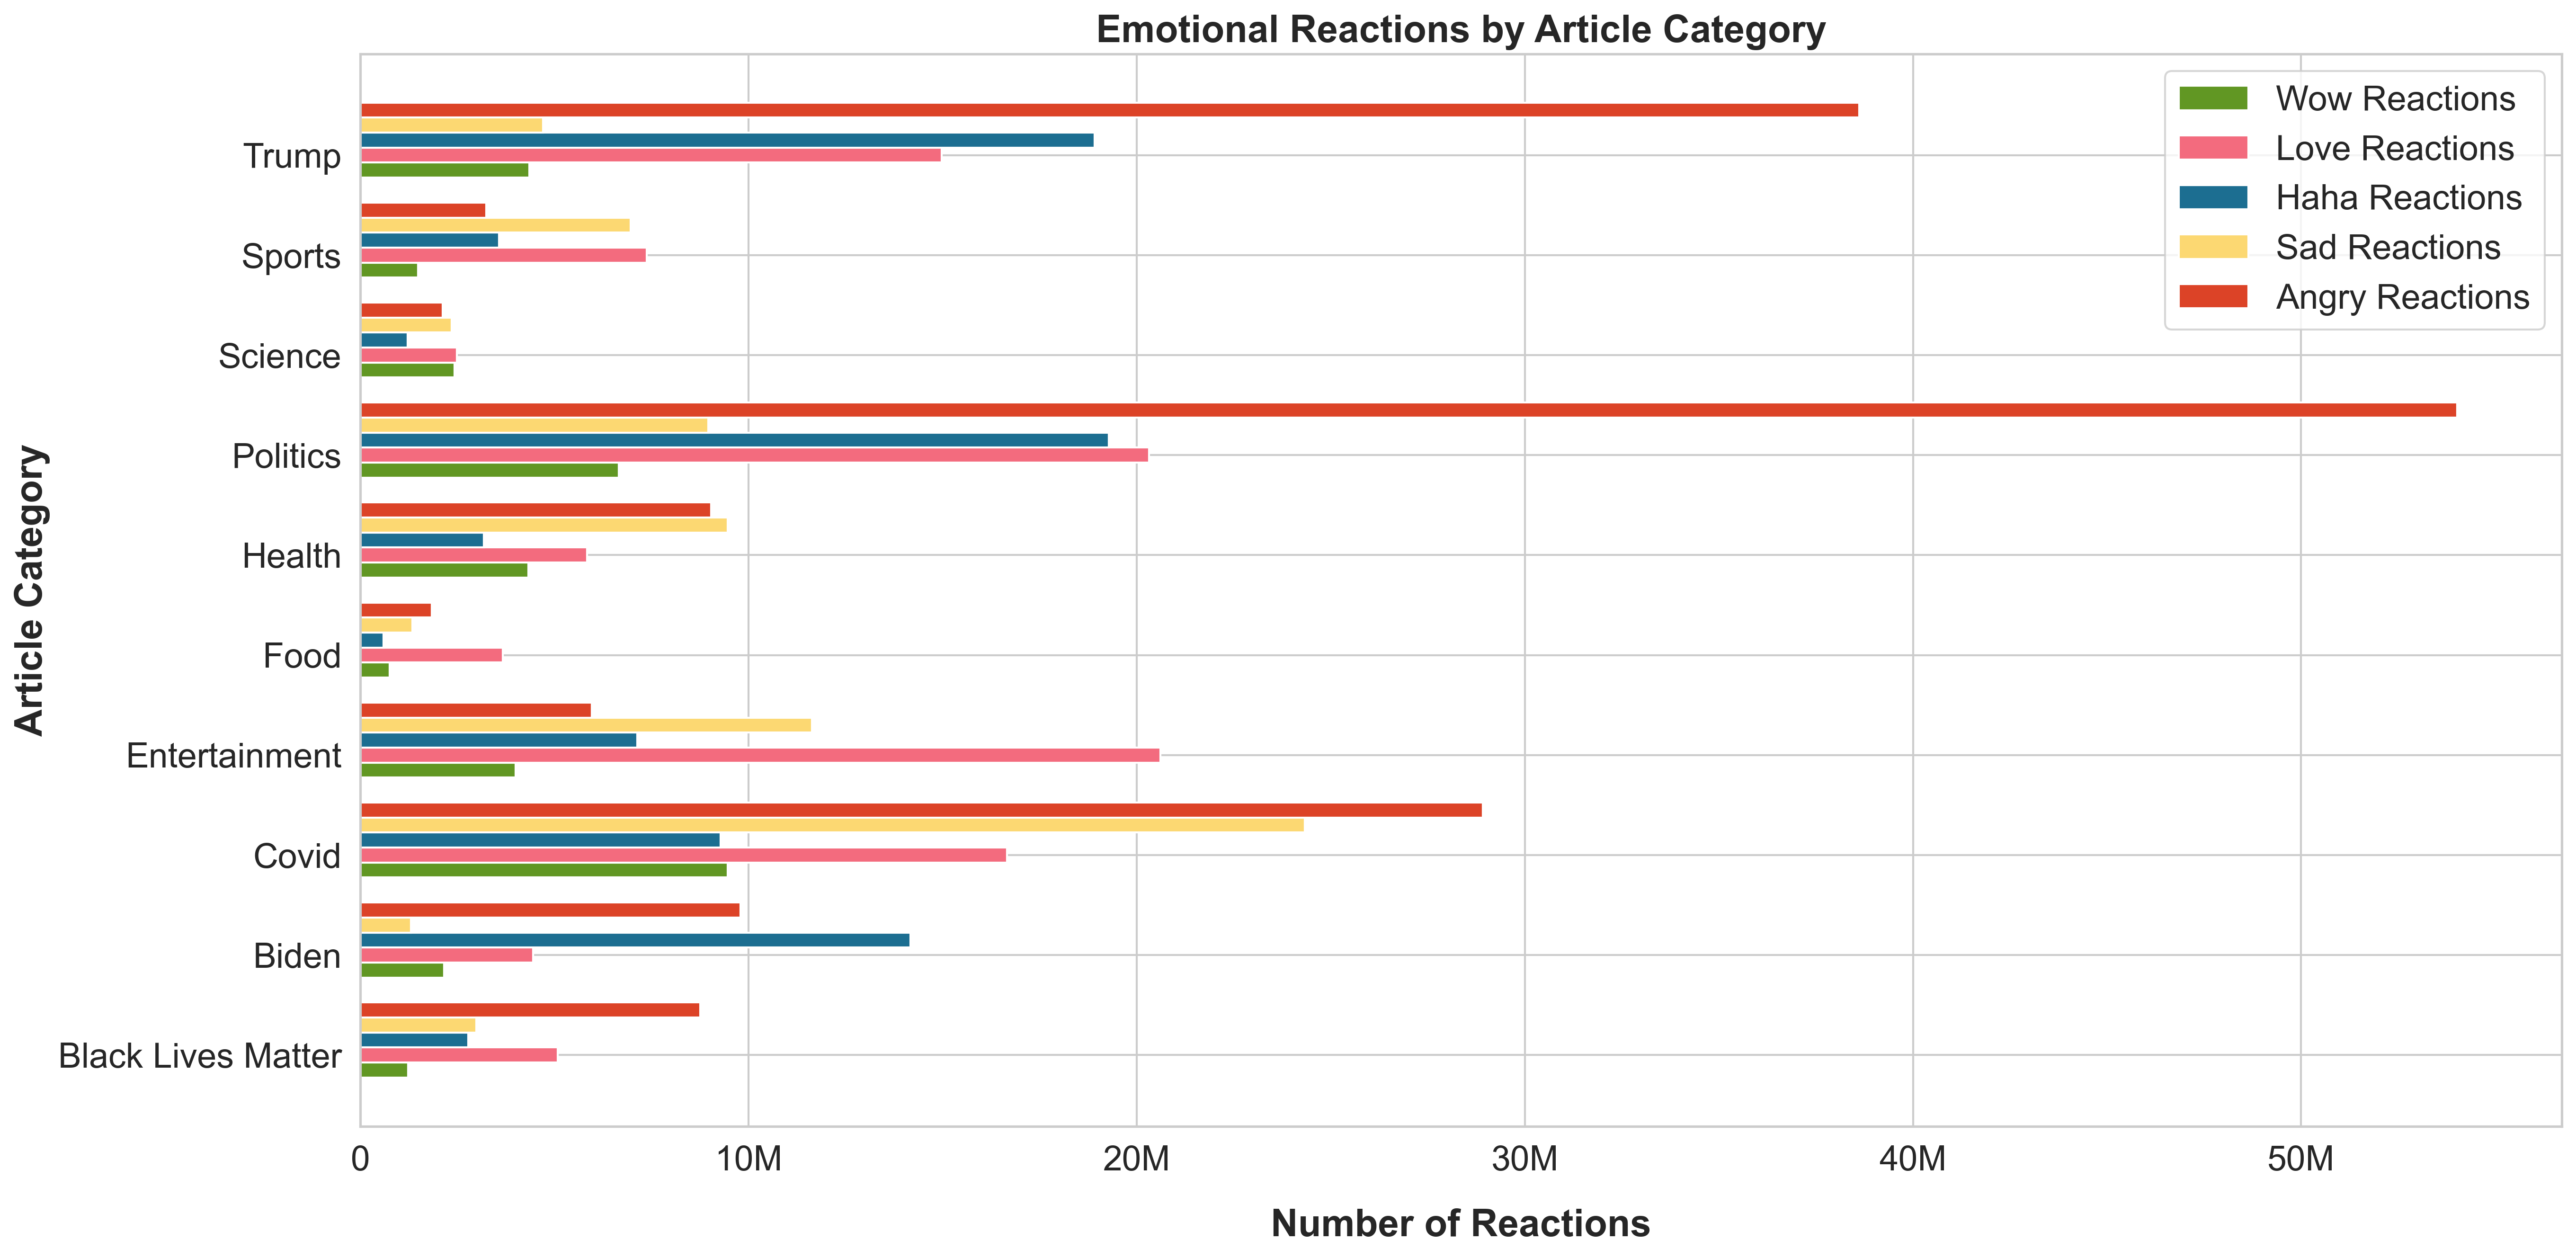 Emotional Reactions by Article Category
Wow Reactions
Love Reactions
Haha Reactions
Sad Reactions
Angry Reactions
Article Category
Trump
Sports
Science
Politics
Health
Food
Entertainment
Covid
Biden
Black Lives Matter
0 10M 20M 30M 40M 50M
Number of Reactions